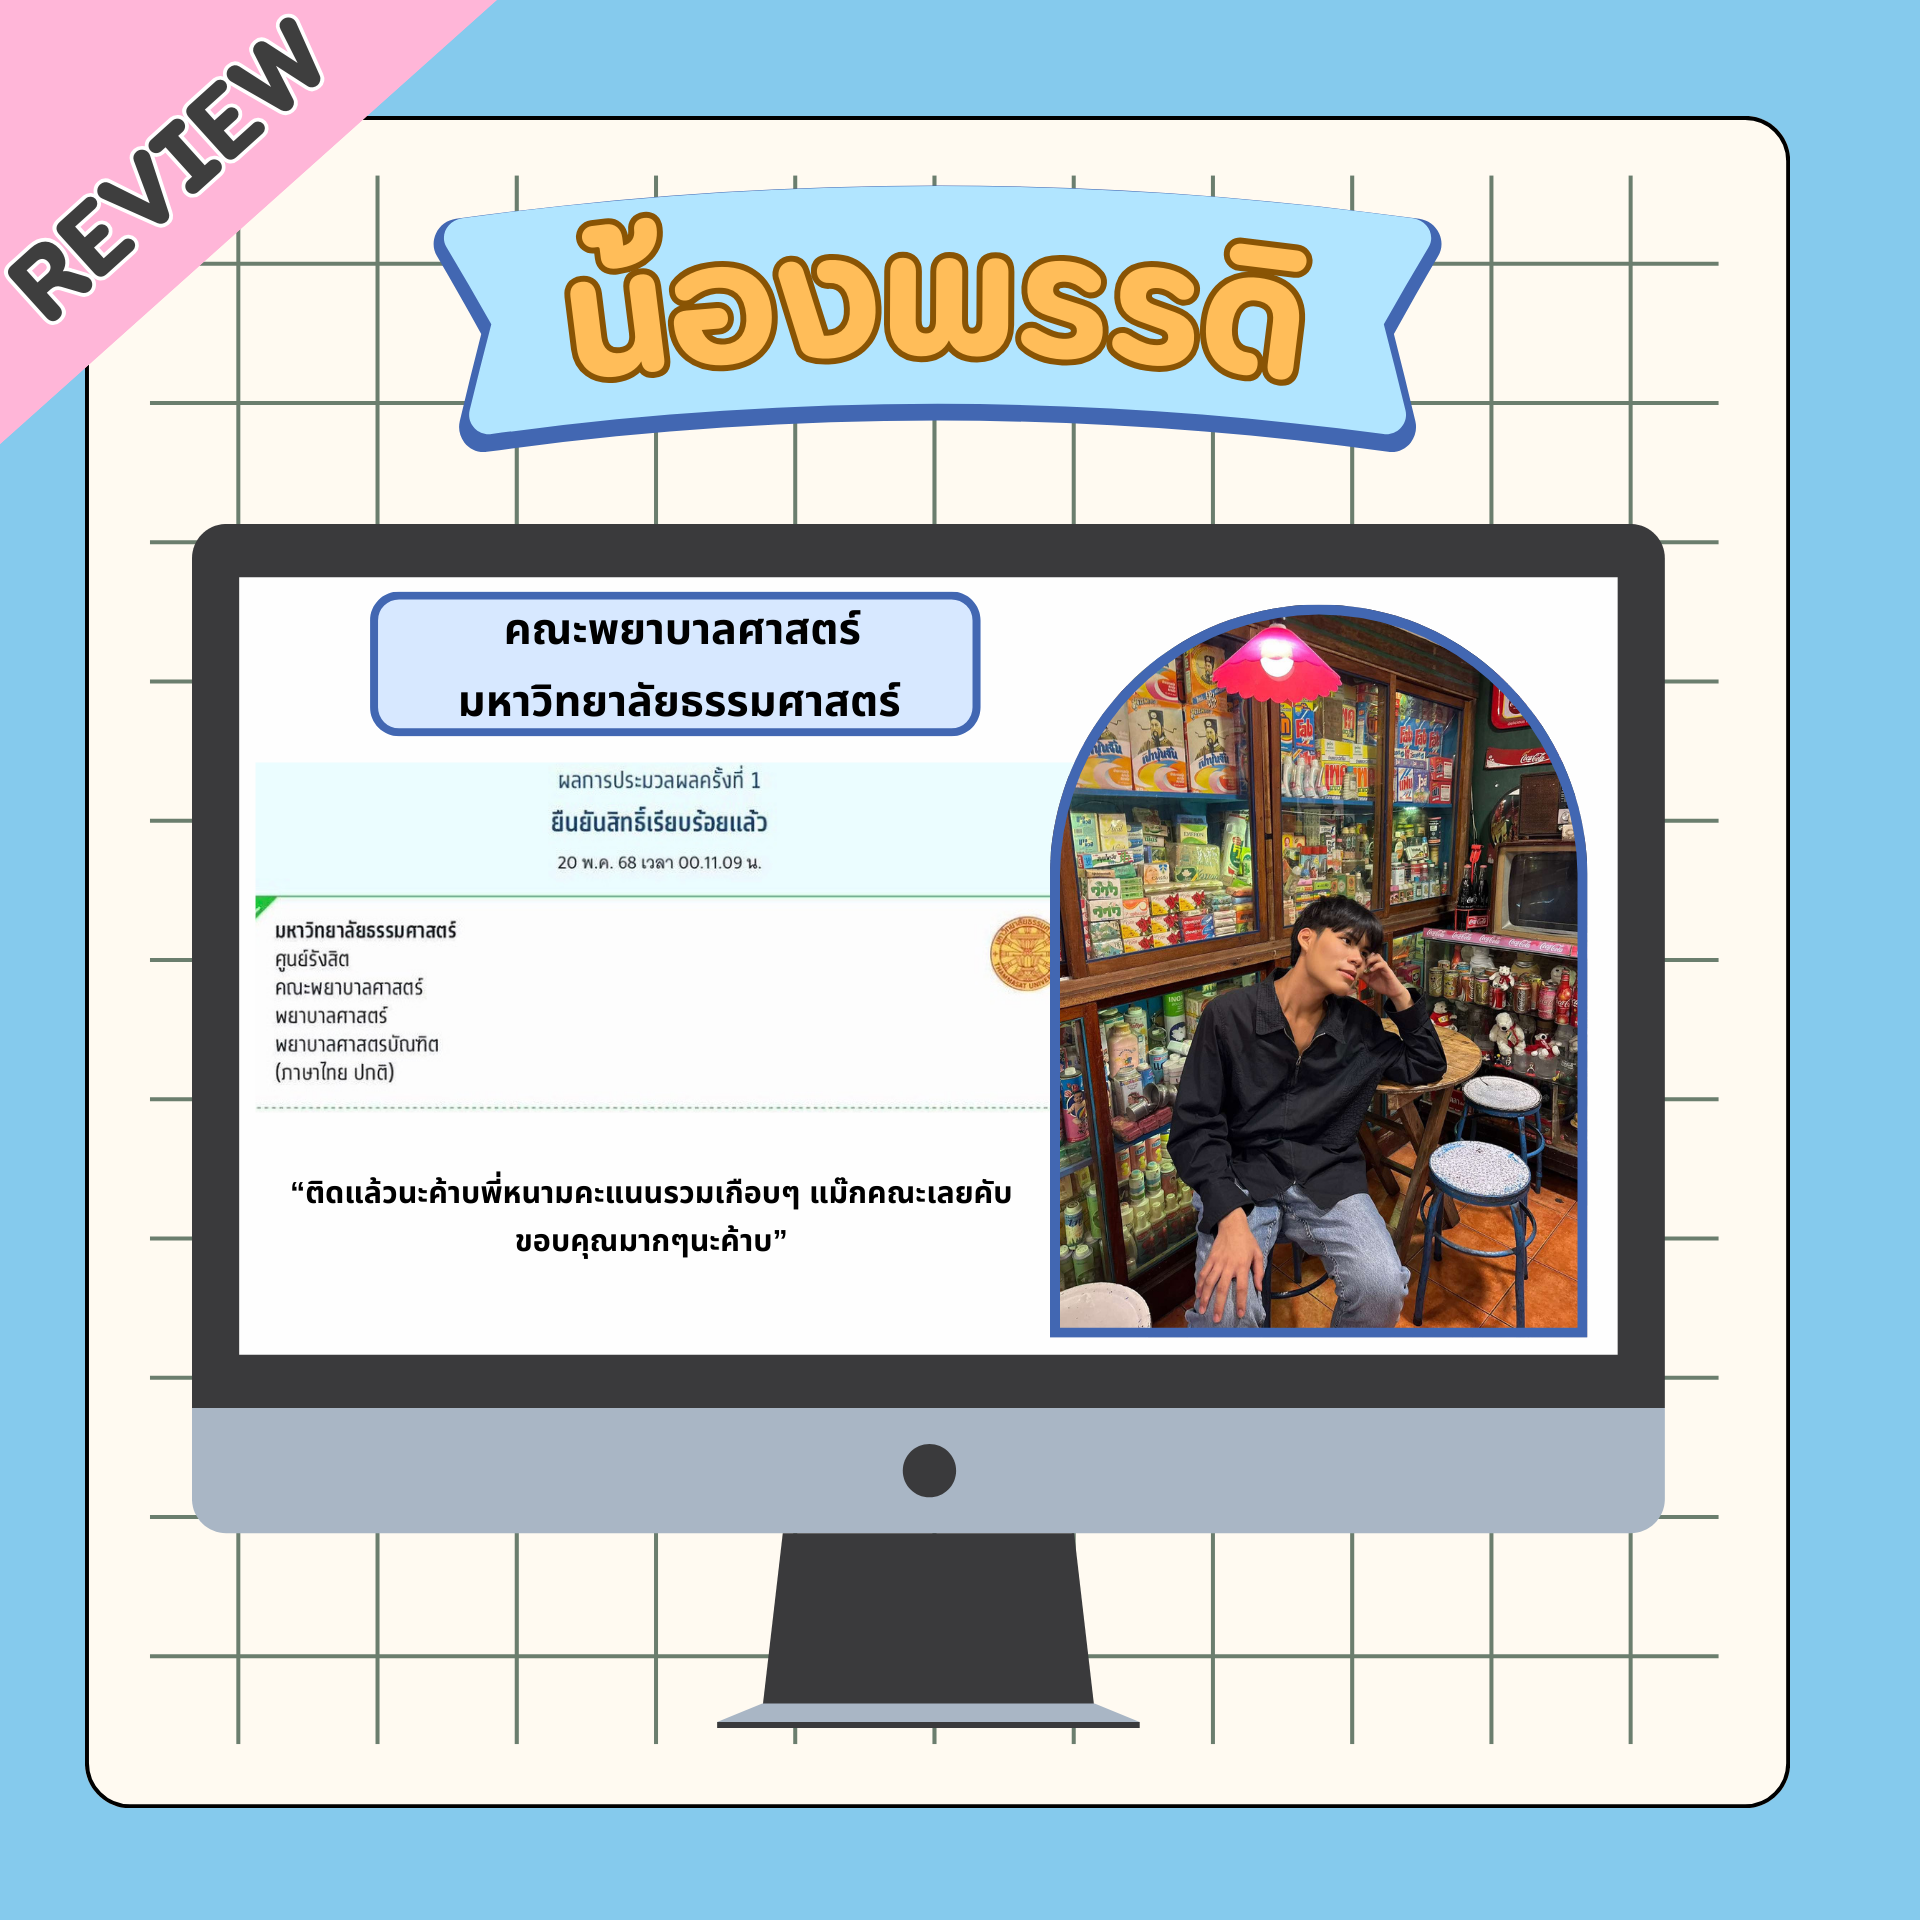 REVIEW
น้องพรรดิ
คณะพยาบาลศาสตร์
มหาวิทยาลัยธรรมศาสตร์
ผลการประมวลผลครั้งที่ 1
ยืนยันสิทธิ์เรียบร้อยแล้ว
20 พ.ค. 68 เวลา 00.11.09 น.
มหาวิทยาลัยธรรมศาสตร์
ศูนย์รังสิต
คณะพยาบาลศาสตร์
พยาบาลศาสตร์
พยาบาลศาสตรบัณฑิต
(ภาษาไทย ปกติ)
“ติดแล้วนะค้าบพี่หนามคะแนนรวมเกือบๆ แม๊กคณะเลยคับ
ขอบคุณมากๆนะค้าบ”
เปาบุ้นจิ้น
Fab
Fab
Coca-Cola